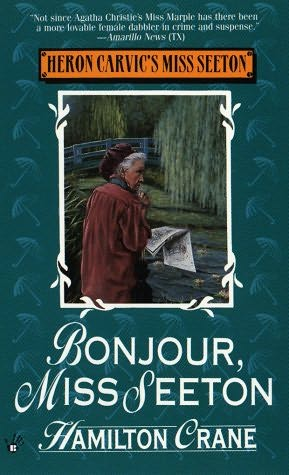 "Not since Agatha Christie's Miss Marple has there been
a more lovable female dabbler in crime and suspense."
—Amarillo News (TX)
HERON CARVIC'S MISS SEETON
BONJOUR,
MISS SEETON
HAMILTON CRANE
B